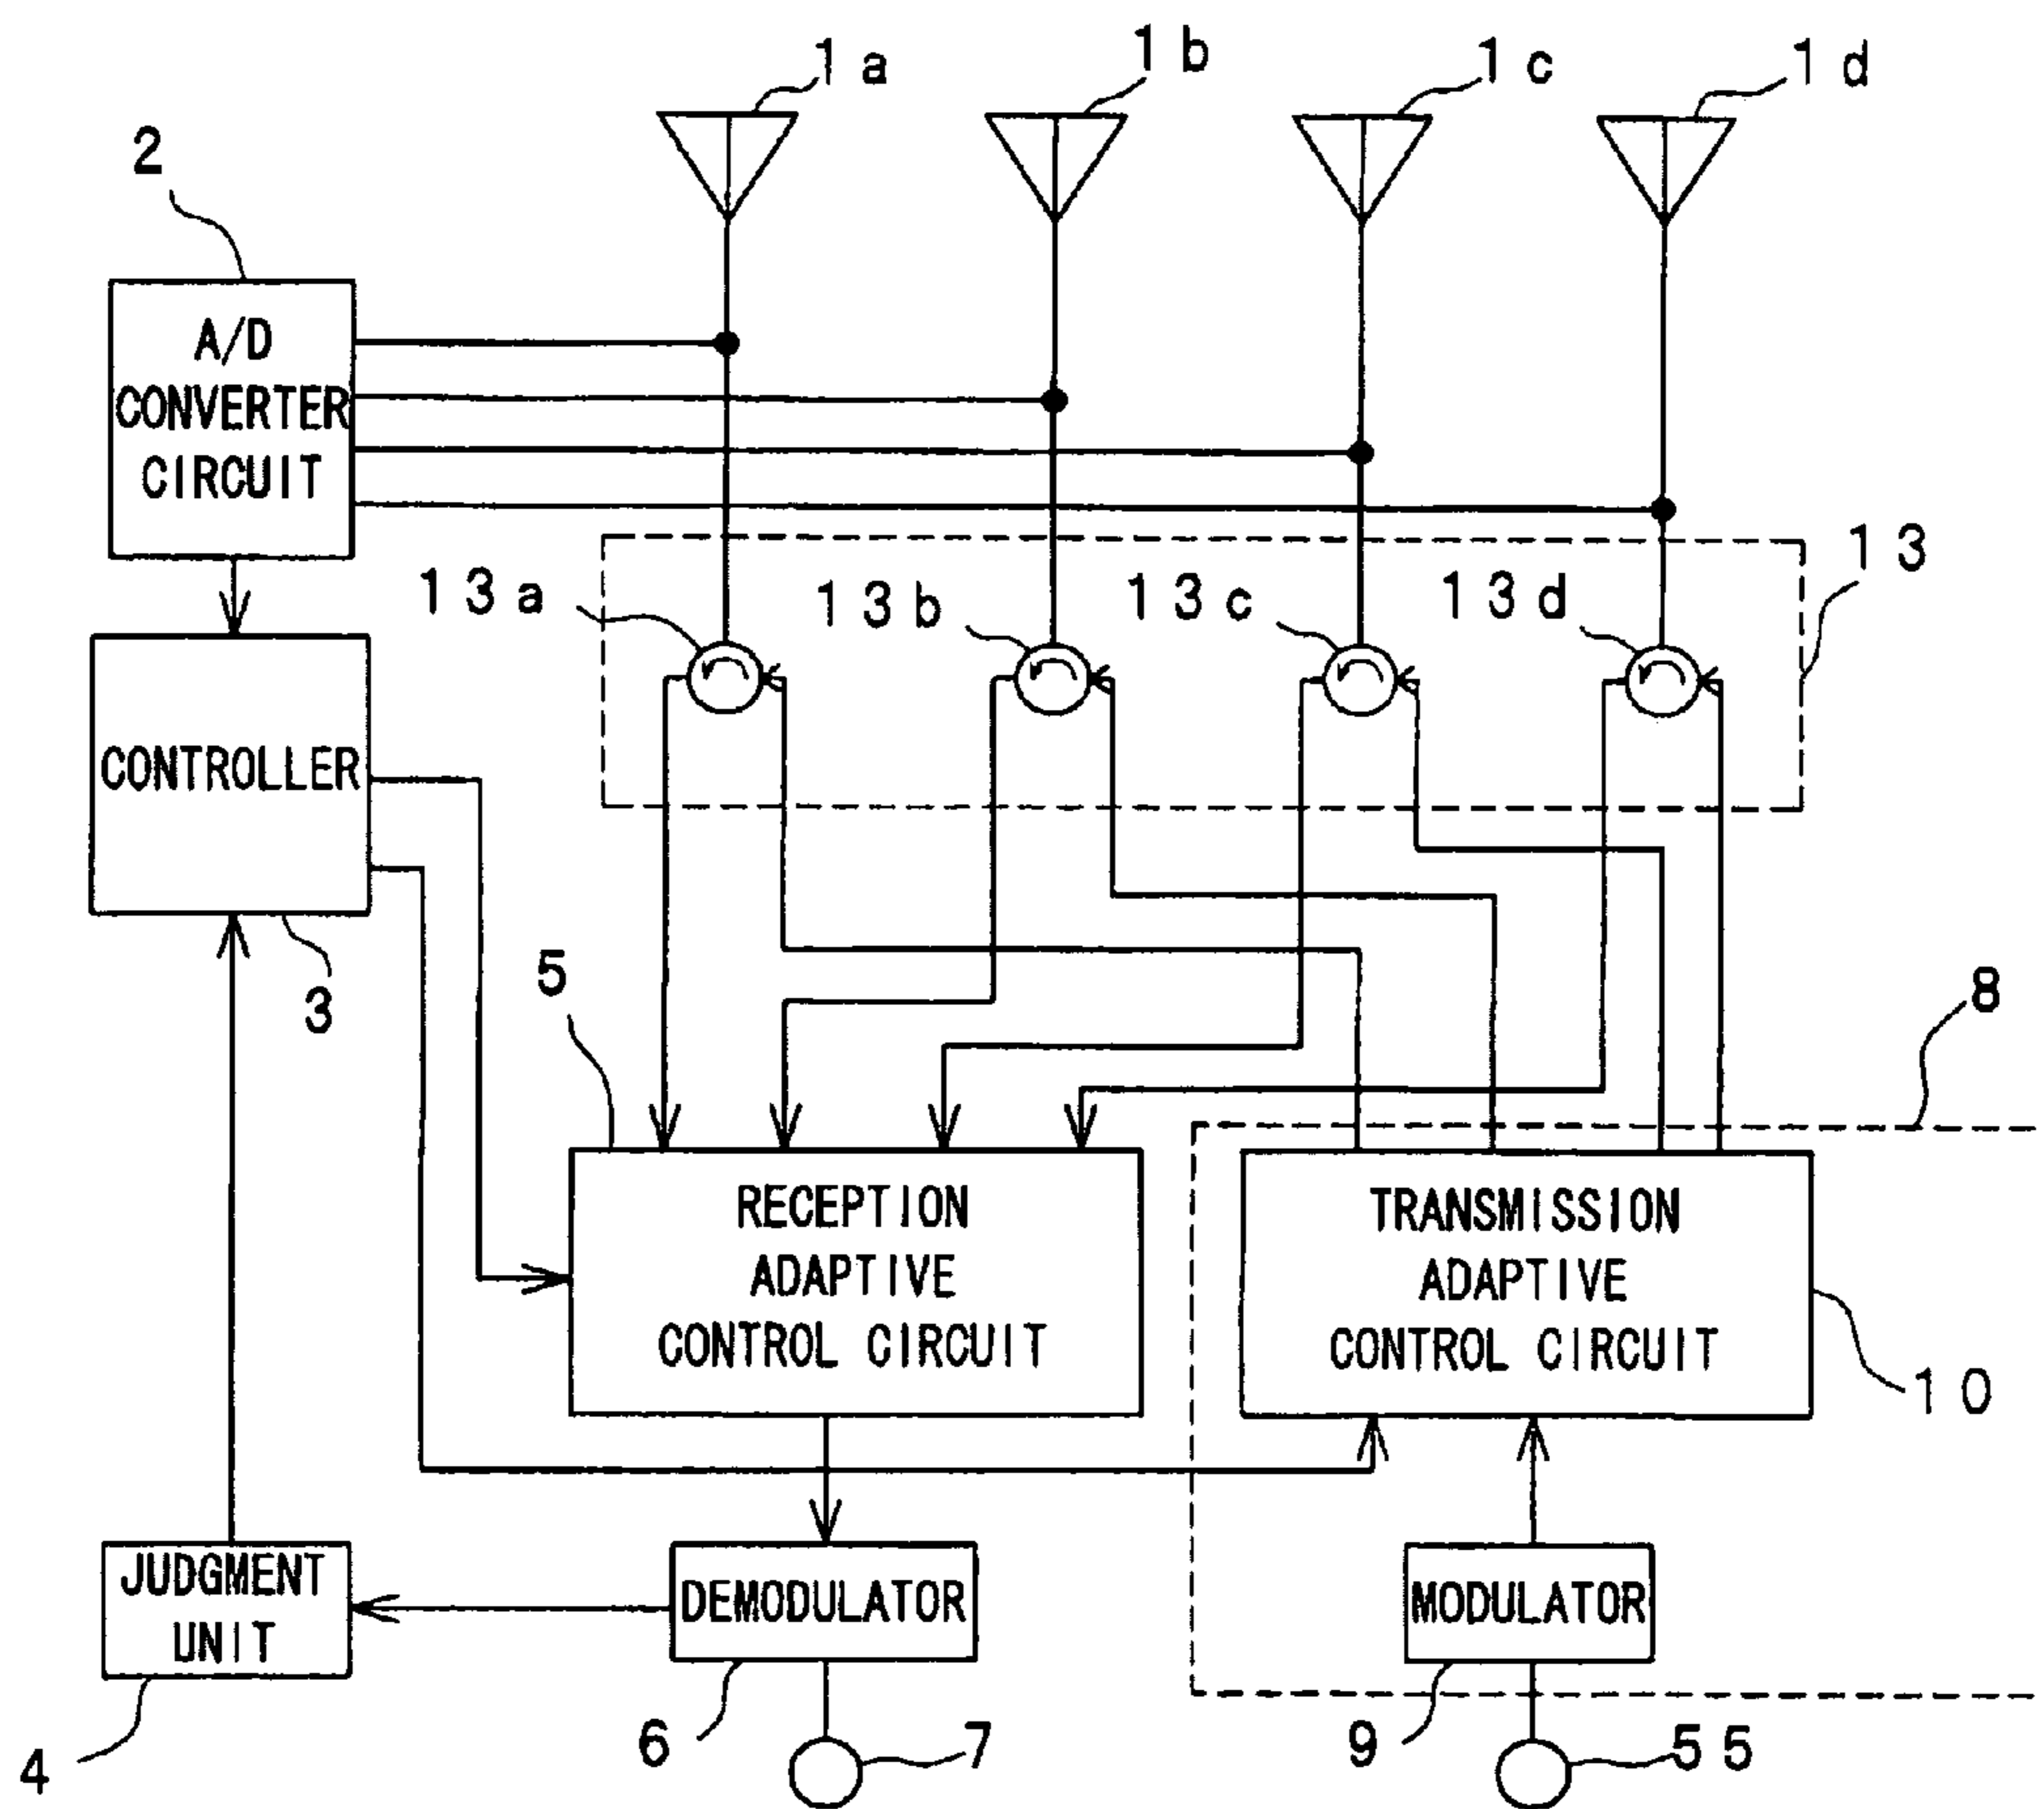 1a
1b
1c
1d
2
A/D
CONVERTER
CIRCUIT
13
13a
13b
13c
13d
CONTROLLER
3
5
8
RECEPTION
ADAPTIVE
CONTROL CIRCUIT
TRANSMISSION
ADAPTIVE
CONTROL CIRCUIT
10
JUDGMENT
UNIT
DEMODULATOR
MODULATOR
4
6
7
9
55